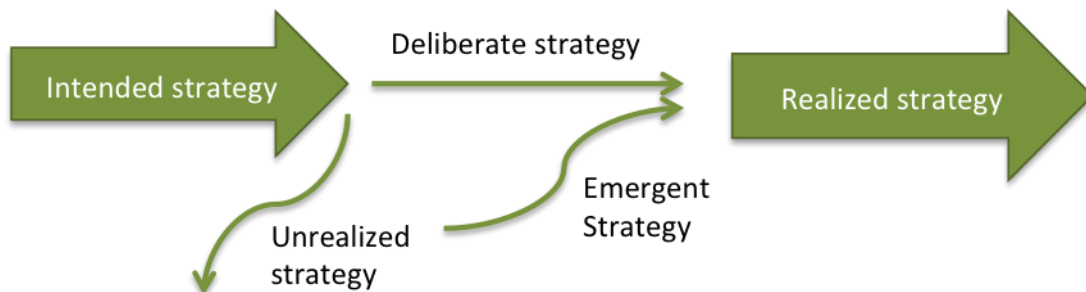 Deliberate strategy
Intended strategy
Realized strategy
Emergent
Strategy
Unrealized
strategy